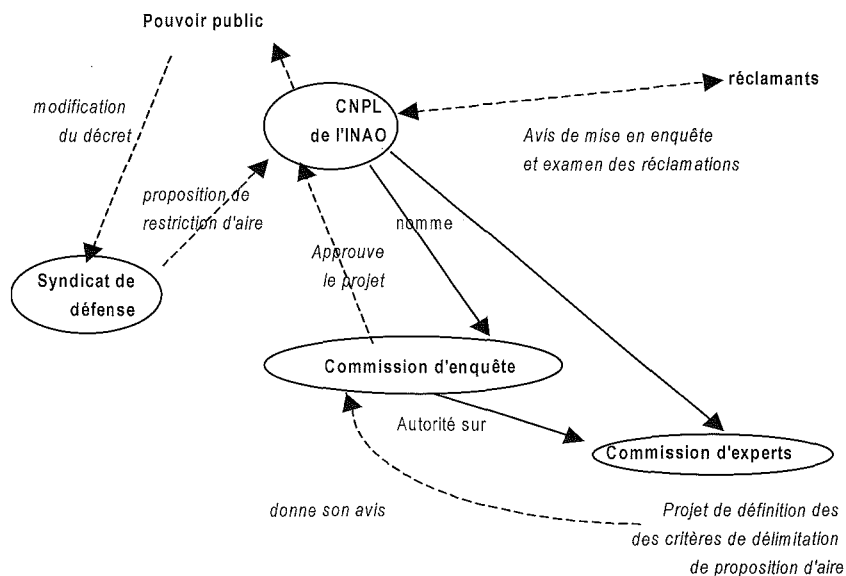 Pouvoir public
réclamants
CNPL
de l'INAO
modification
du décret
Avis de mise en enquête
et examen des réclamations
proposition de
restriction d'aire
nomme
Approuve
le projet
Syndicat de
défense
Commission d'enquête
Autorité sur
Commission d'experts
donne son avis
Projet de définition des
des critères de délimitation
de proposition d'aire